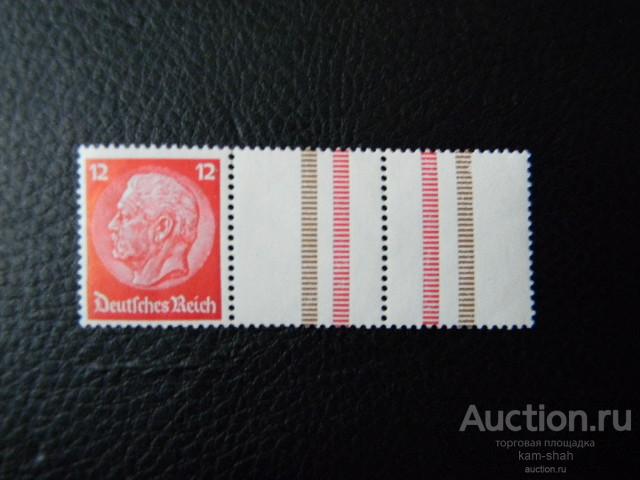 12 12
Deutsches Reich
Auction.ru
торговая площадка
kam-shah
auction.ru